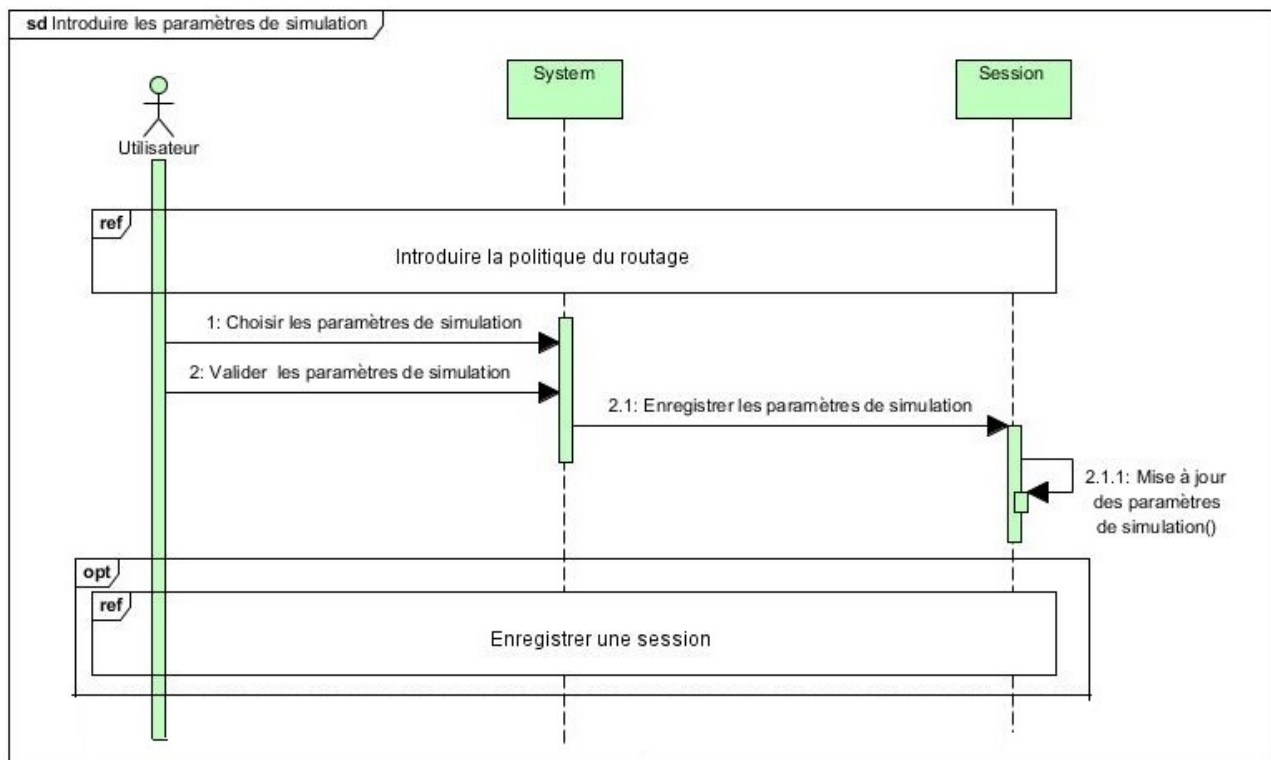 sd Introduire les paramètres de simulation
System
Session
Utilisateur
ref
Introduire la politique du routage
1: Choisir les paramètres de simulation
2: Valider les paramètres de simulation
2.1: Enregistrer les paramètres de simulation
2.1.1: Mise à jour
des paramètres
de simulation()
opt
ref
Enregistrer une session